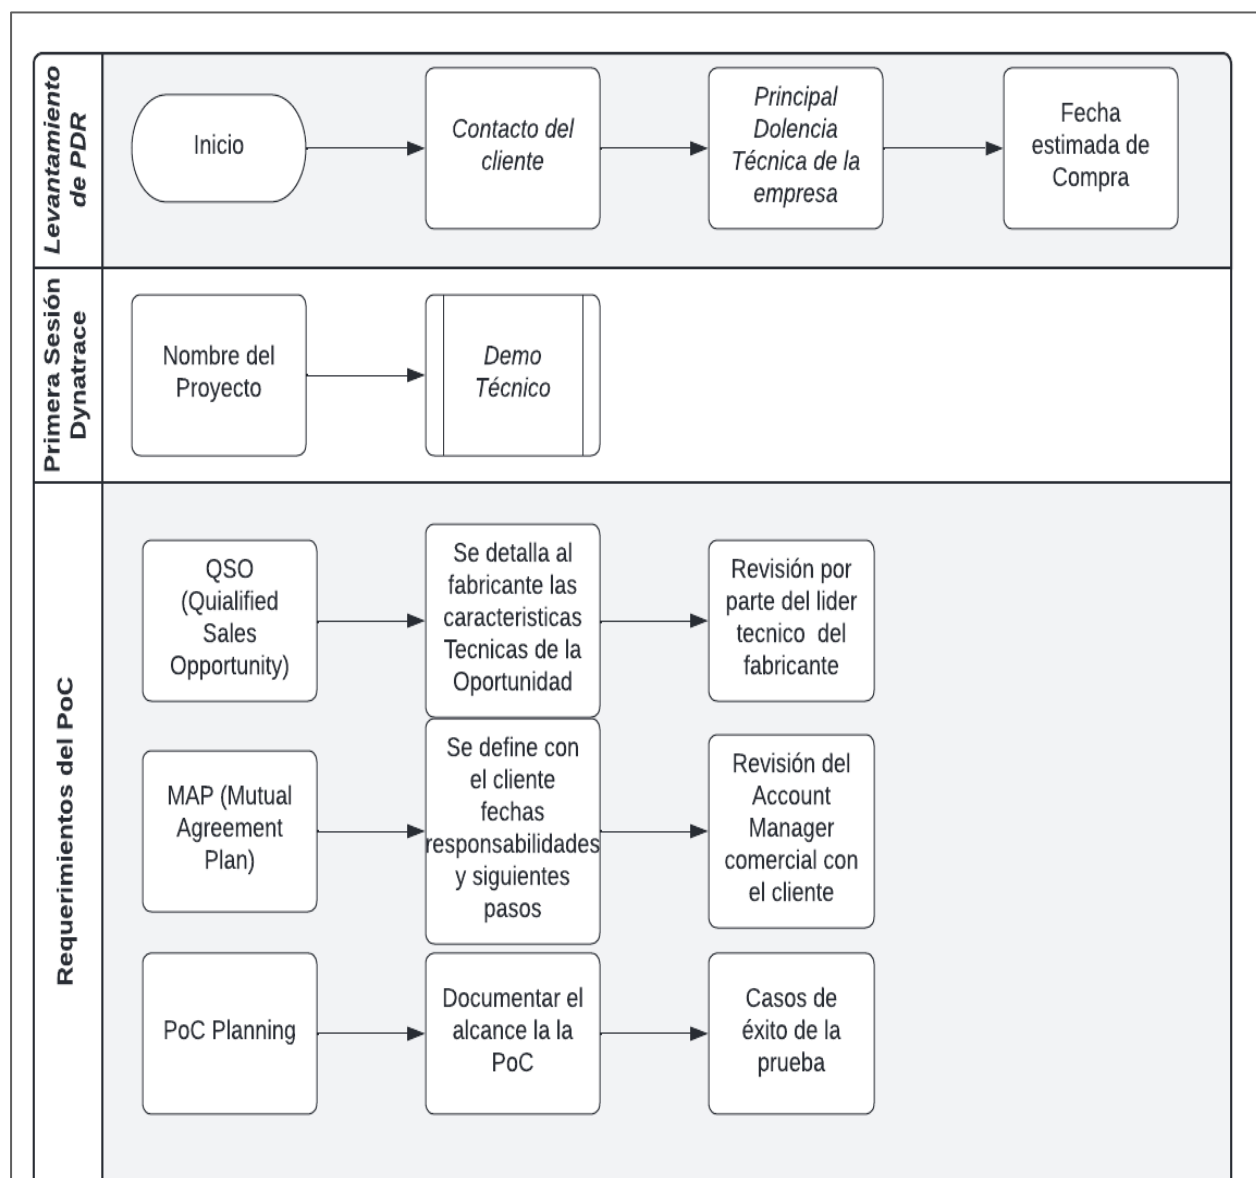 Levantamiento
de PDR
Inicio
Contacto del
cliente
Principal
Dolencia
Técnica de la
empresa
Fecha
estimada de
Compra
Primera Sesión
Dynatrace
Nombre del
Proyecto
Demo
Técnico
Requerimientos del PoC
QSO
(Quialified
Sales
Opportunity)
Se detalla al
fabricante las
caracteristicas
Tecnicas de la
Oportunidad
Revisión por
parte del lider
tecnico del
fabricante
MAP (Mutual
Agreement
Plan)
Se define con
el cliente
fechas
responsabilidades
y siguientes
pasos
Revisión del
Account
Manager
comercial con
el cliente
PoC Planning
Documentar el
alcance la la
PoC
Casos de
éxito de la
prueba